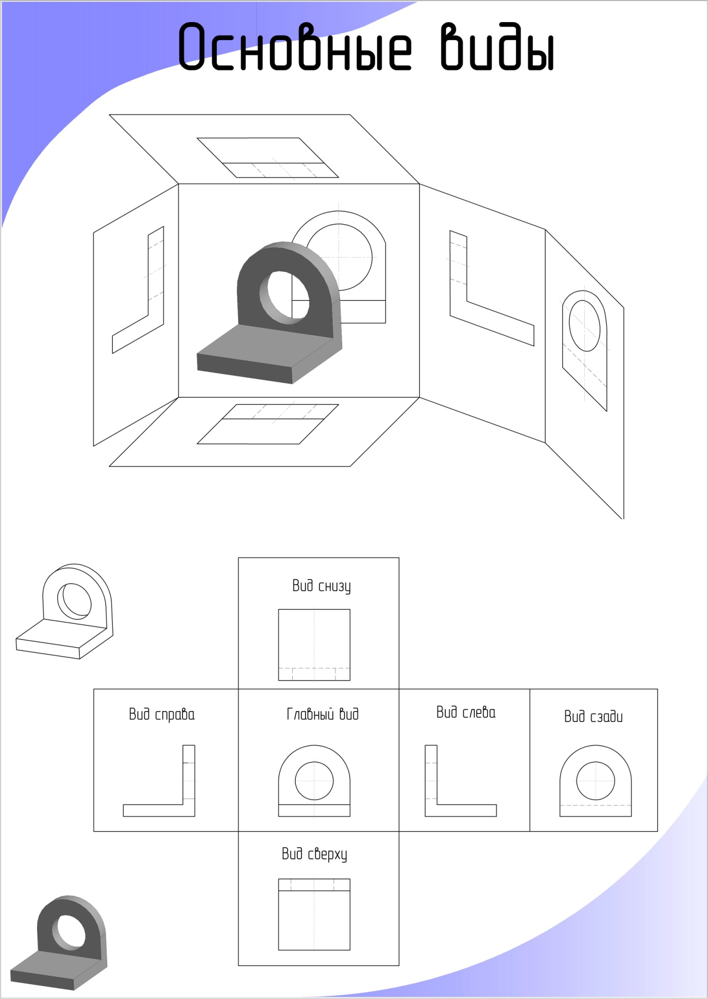 Основные виды
Вид снизу
Вид справа
Главный вид
Вид слева
Вид сзади
Вид сверху